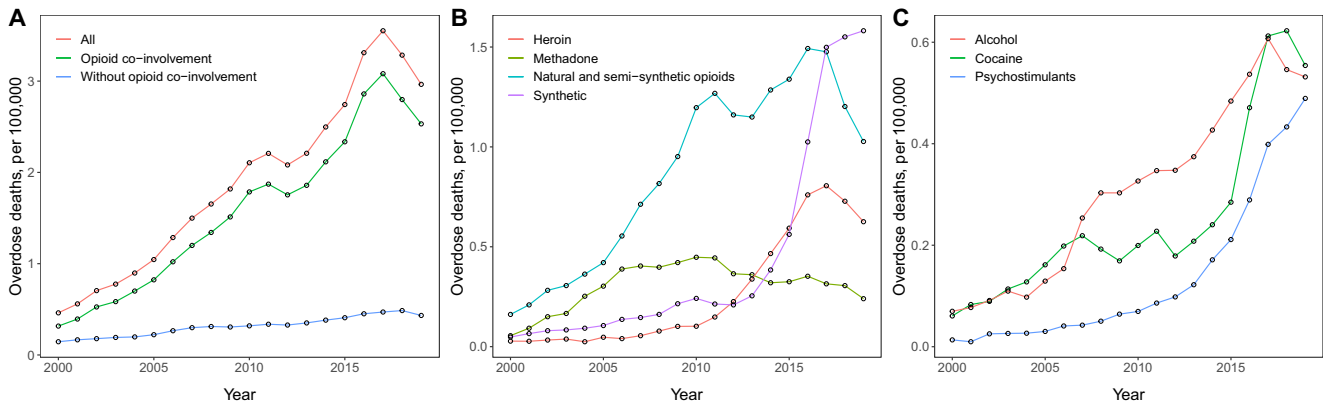 A
All
Opioid co−involvement
Without opioid co−involvement
Overdose deaths, per 100,000
3
2
1
0
2000
2005
2010
2015
Year
B
Heroin
Methadone
Natural and semi−synthetic opioids
Synthetic
Overdose deaths, per 100,000
1.5
1.0
0.5
0.0
2000
2005
2010
2015
Year
C
Alcohol
Cocaine
Psychostimulants
Overdose deaths, per 100,000
0.6
0.4
0.2
0.0
2000
2005
2010
2015
Year